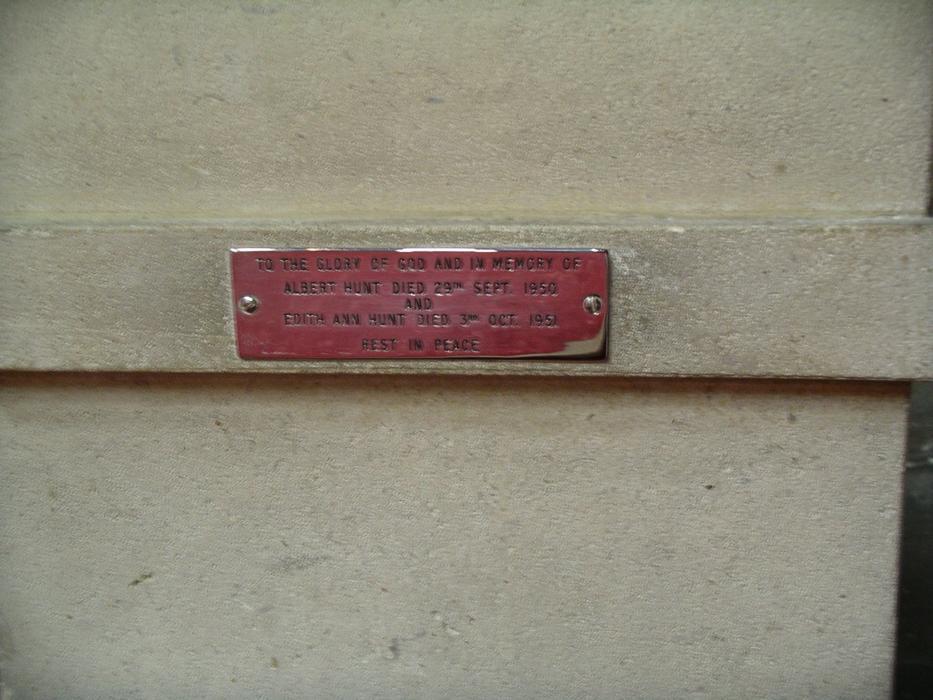 TO THE GLORY OF GOD AND IN MEMORY OF
ALBERT HUNT DIED 29TH SEPT. 1950
AND
EDITH ANN HUNT DIED 3RD OCT. 1951
REST IN PEACE